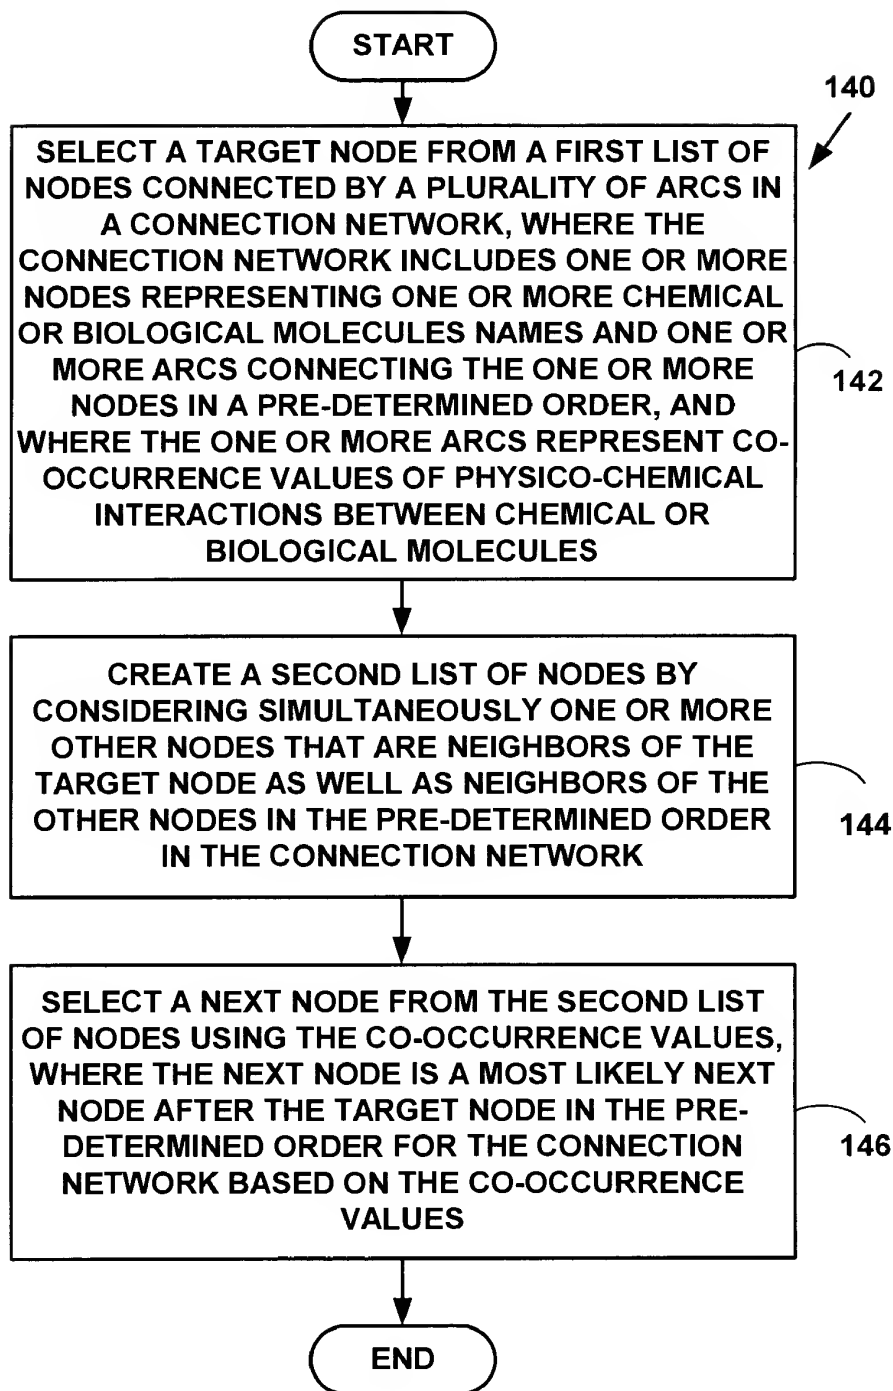 START
140
SELECT A TARGET NODE FROM A FIRST LIST OF
NODES CONNECTED BY A PLURALITY OF ARCS IN
A CONNECTION NETWORK, WHERE THE
CONNECTION NETWORK INCLUDES ONE OR MORE
NODES REPRESENTING ONE OR MORE CHEMICAL
OR BIOLOGICAL MOLECULES NAMES AND ONE OR
MORE ARCS CONNECTING THE ONE OR MORE
NODES IN A PRE-DETERMINED ORDER, AND
WHERE THE ONE OR MORE ARCS REPRESENT CO-
OCCURRENCE VALUES OF PHYSICO-CHEMICAL
INTERACTIONS BETWEEN CHEMICAL OR
BIOLOGICAL MOLECULES
142
CREATE A SECOND LIST OF NODES BY
CONSIDERING SIMULTANEOUSLY ONE OR MORE
OTHER NODES THAT ARE NEIGHBORS OF THE
TARGET NODE AS WELL AS NEIGHBORS OF THE
OTHER NODES IN THE PRE-DETERMINED ORDER
IN THE CONNECTION NETWORK
144
SELECT A NEXT NODE FROM THE SECOND LIST
OF NODES USING THE CO-OCCURRENCE VALUES,
WHERE THE NEXT NODE IS A MOST LIKELY NEXT
NODE AFTER THE TARGET NODE IN THE PRE-
DETERMINED ORDER FOR THE CONNECTION
NETWORK BASED ON THE CO-OCCURRENCE
VALUES
146
END